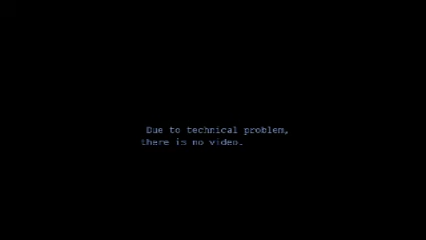 Due to technical problem,
there is no video.